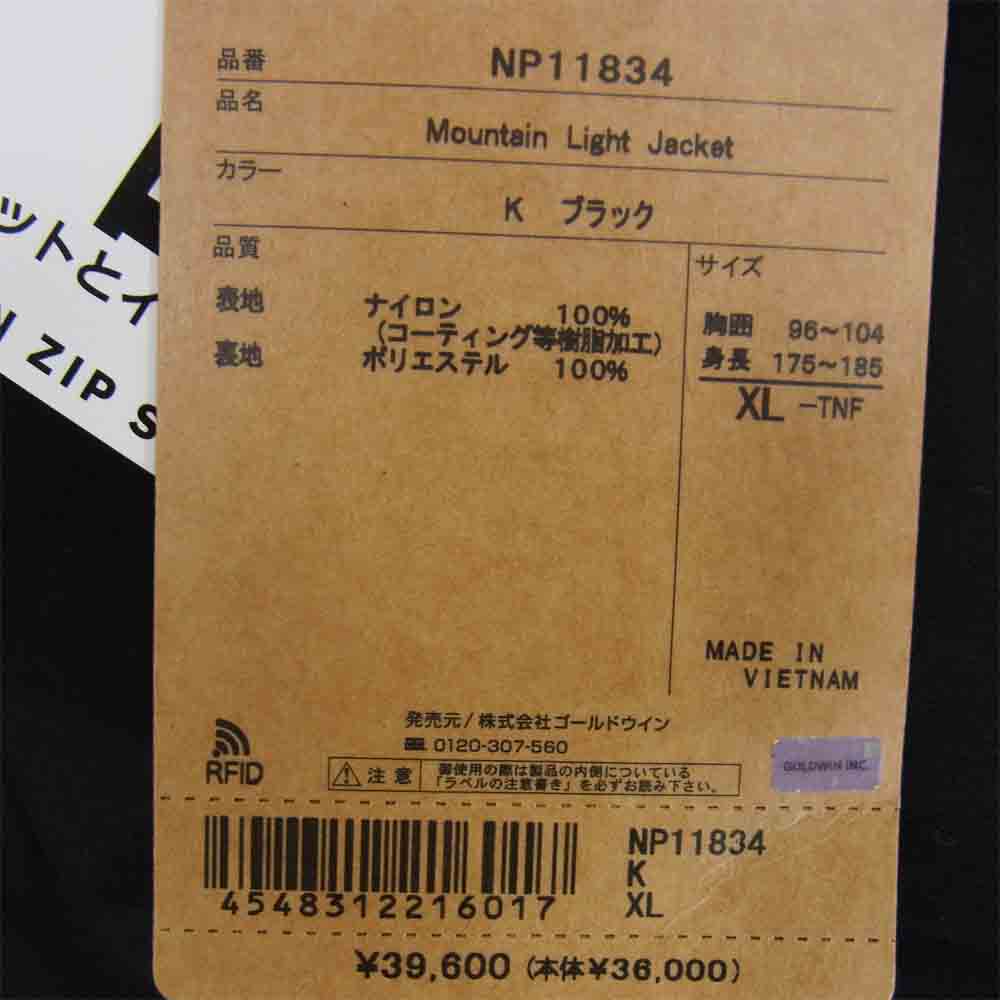 品番 NP11834
品名
Mountain Light Jacket
カラー
K ブラック
品質
サイズ
表地 ナイロン 100%
(コーティング等樹脂加工)
裏地 ポリエステル 100%
胸囲 96~104
身長 175~185
XL -TNF
MADE IN
VIETNAM
発売元/株式会社ゴールドウイン
0120-307-560
RFID
注意
御使用の際は製品の内側についている
「ラベルの注意書き」を必ずお読み下さい。
GOLDWIN INC.
4548312216017
NP11834
K
XL
¥39,600 (本体¥36,000)
ットとイ
ZIP S